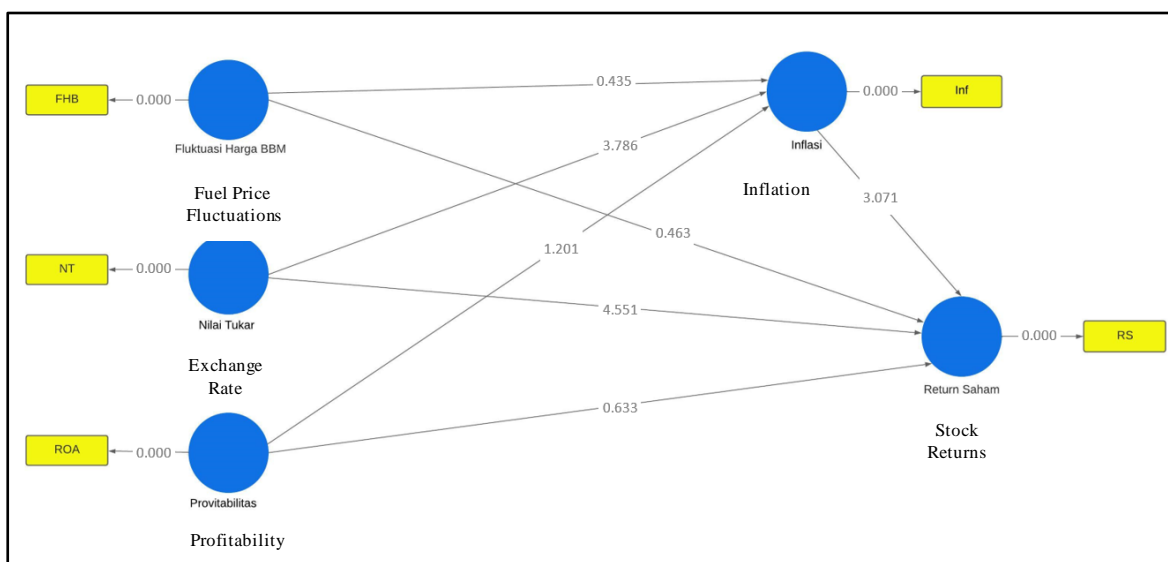 FHB
0.000
Fluktuasi Harga BBM
Fuel Price
Fluctuations
0.435
0.000
Inf
Inflasi
Inflation
3.786
3.071
0.463
1.201
NT
0.000
Nilai Tukar
Exchange
Rate
4.551
0.000
RS
Return Saham
Stock
Returns
0.633
ROA
0.000
Provitabilitas
Profitability